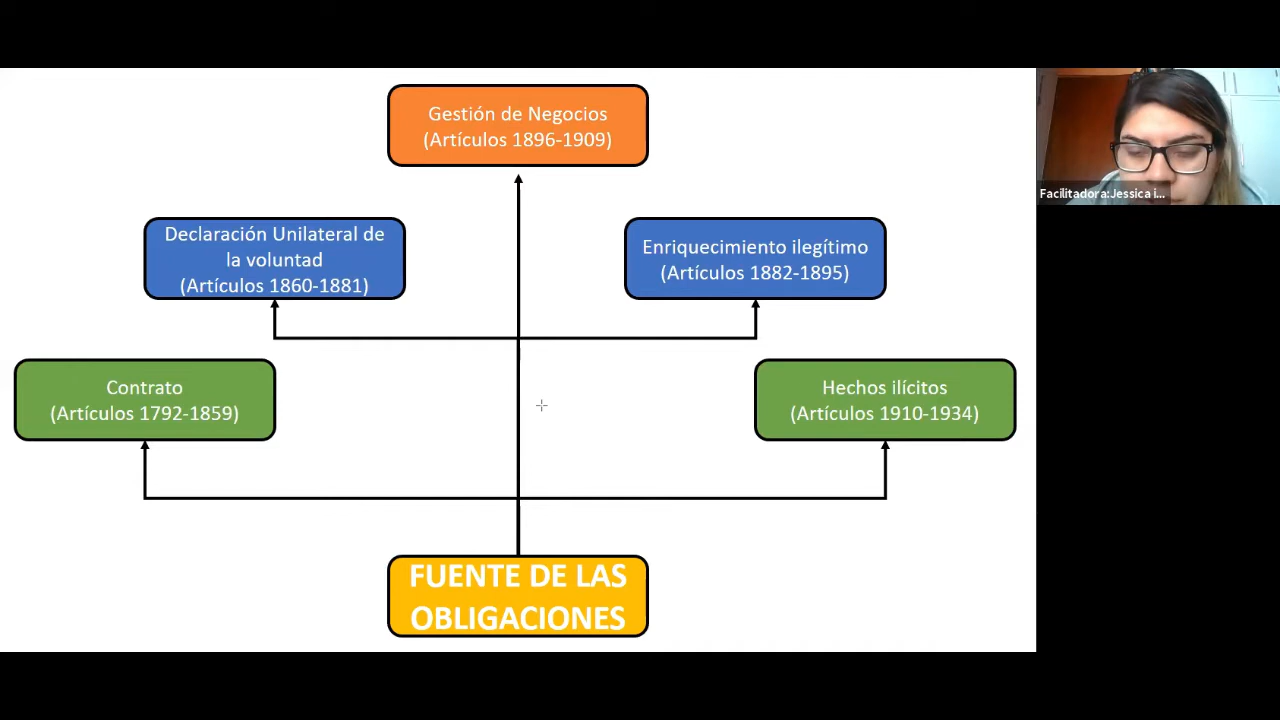 Gestión de Negocios
(Artículos 1896-1909)
Declaración Unilateral de
la voluntad
(Artículos 1860-1881)
Enriquecimiento ilegítimo
(Artículos 1882-1895)
Contrato
(Artículos 1792-1859)
Hechos ilícitos
(Artículos 1910-1934)
FUENTE DE LAS
OBLIGACIONES
Facilitadora:Jessica i...